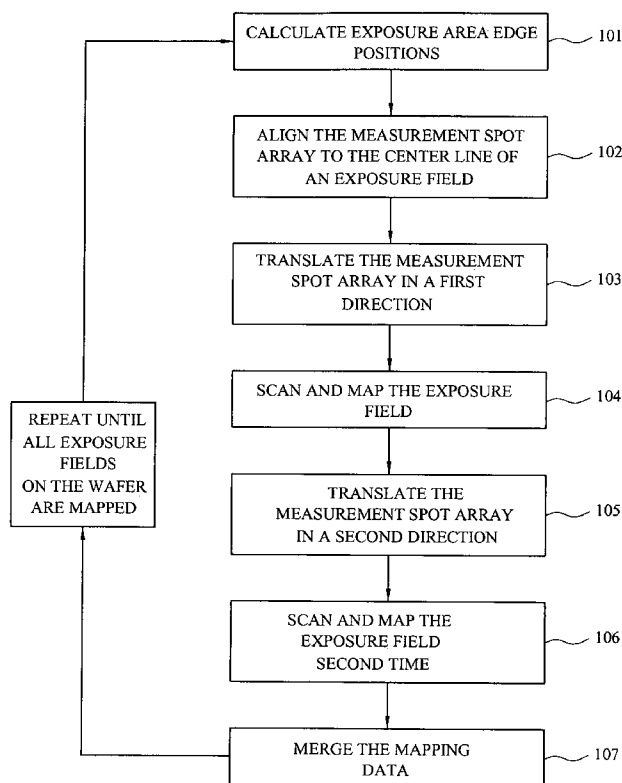 CALCULATE EXPOSURE AREA EDGE
POSITIONS
101
ALIGN THE MEASUREMENT SPOT
ARRAY TO THE CENTER LINE OF
AN EXPOSURE FIELD
102
TRANSLATE THE MEASUREMENT
SPOT ARRAY IN A FIRST
DIRECTION
103
SCAN AND MAP THE EXPOSURE
FIELD
104
REPEAT UNTIL
ALL EXPOSURE
FIELDS
ON THE WAFER
ARE MAPPED
TRANSLATE THE
MEASUREMENT SPOT ARRAY
IN A SECOND DIRECTION
105
SCAN AND MAP THE
EXPOSURE FIELD
SECOND TIME
106
MERGE THE MAPPING
DATA
107